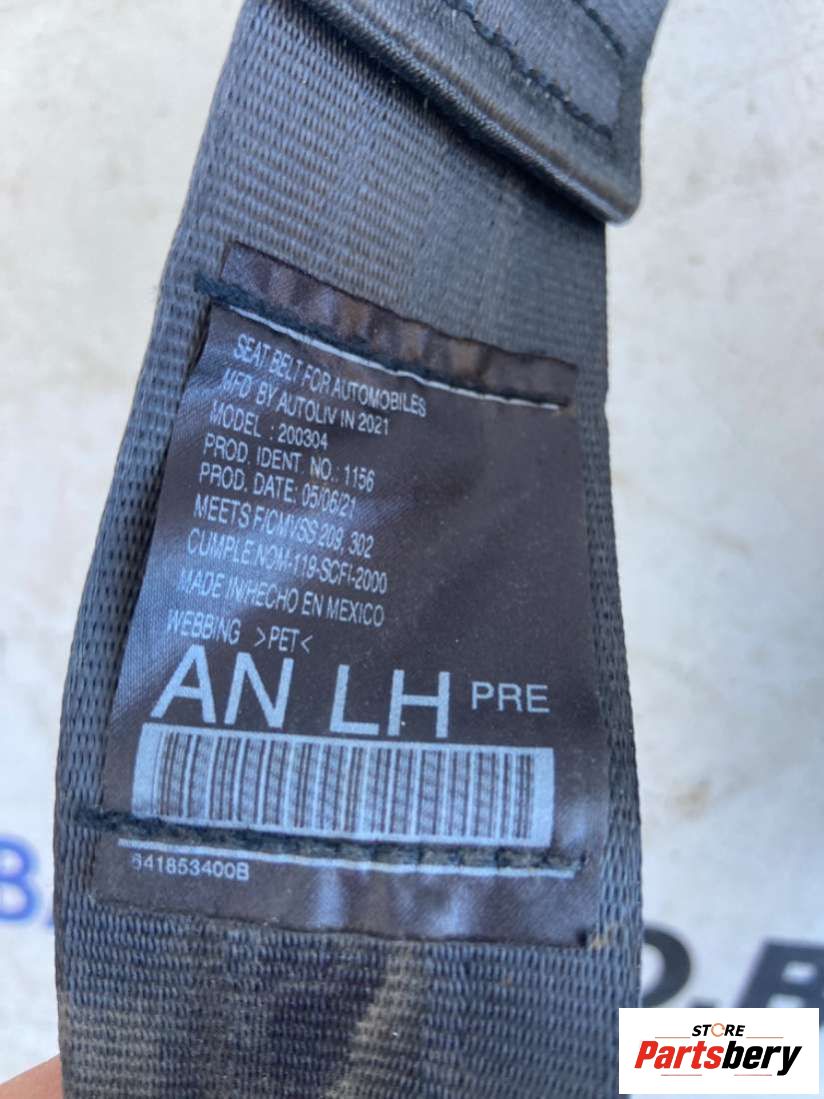 SEAT BELT FOR AUTOMOBILES
MFD BY AUTOLIV IN 2021
MODEL : 200304
PROD. IDENT NO.: 1156
PROD. DATE: 05/06/21
MEETS F/CMVSS 209, 302
CUMPLE NOM-119-SCFI-2000
MADE IN/HECHO EN MEXICO
WEBBING >PET<
AN LH PRE
641853400B
STORE
Partsbery